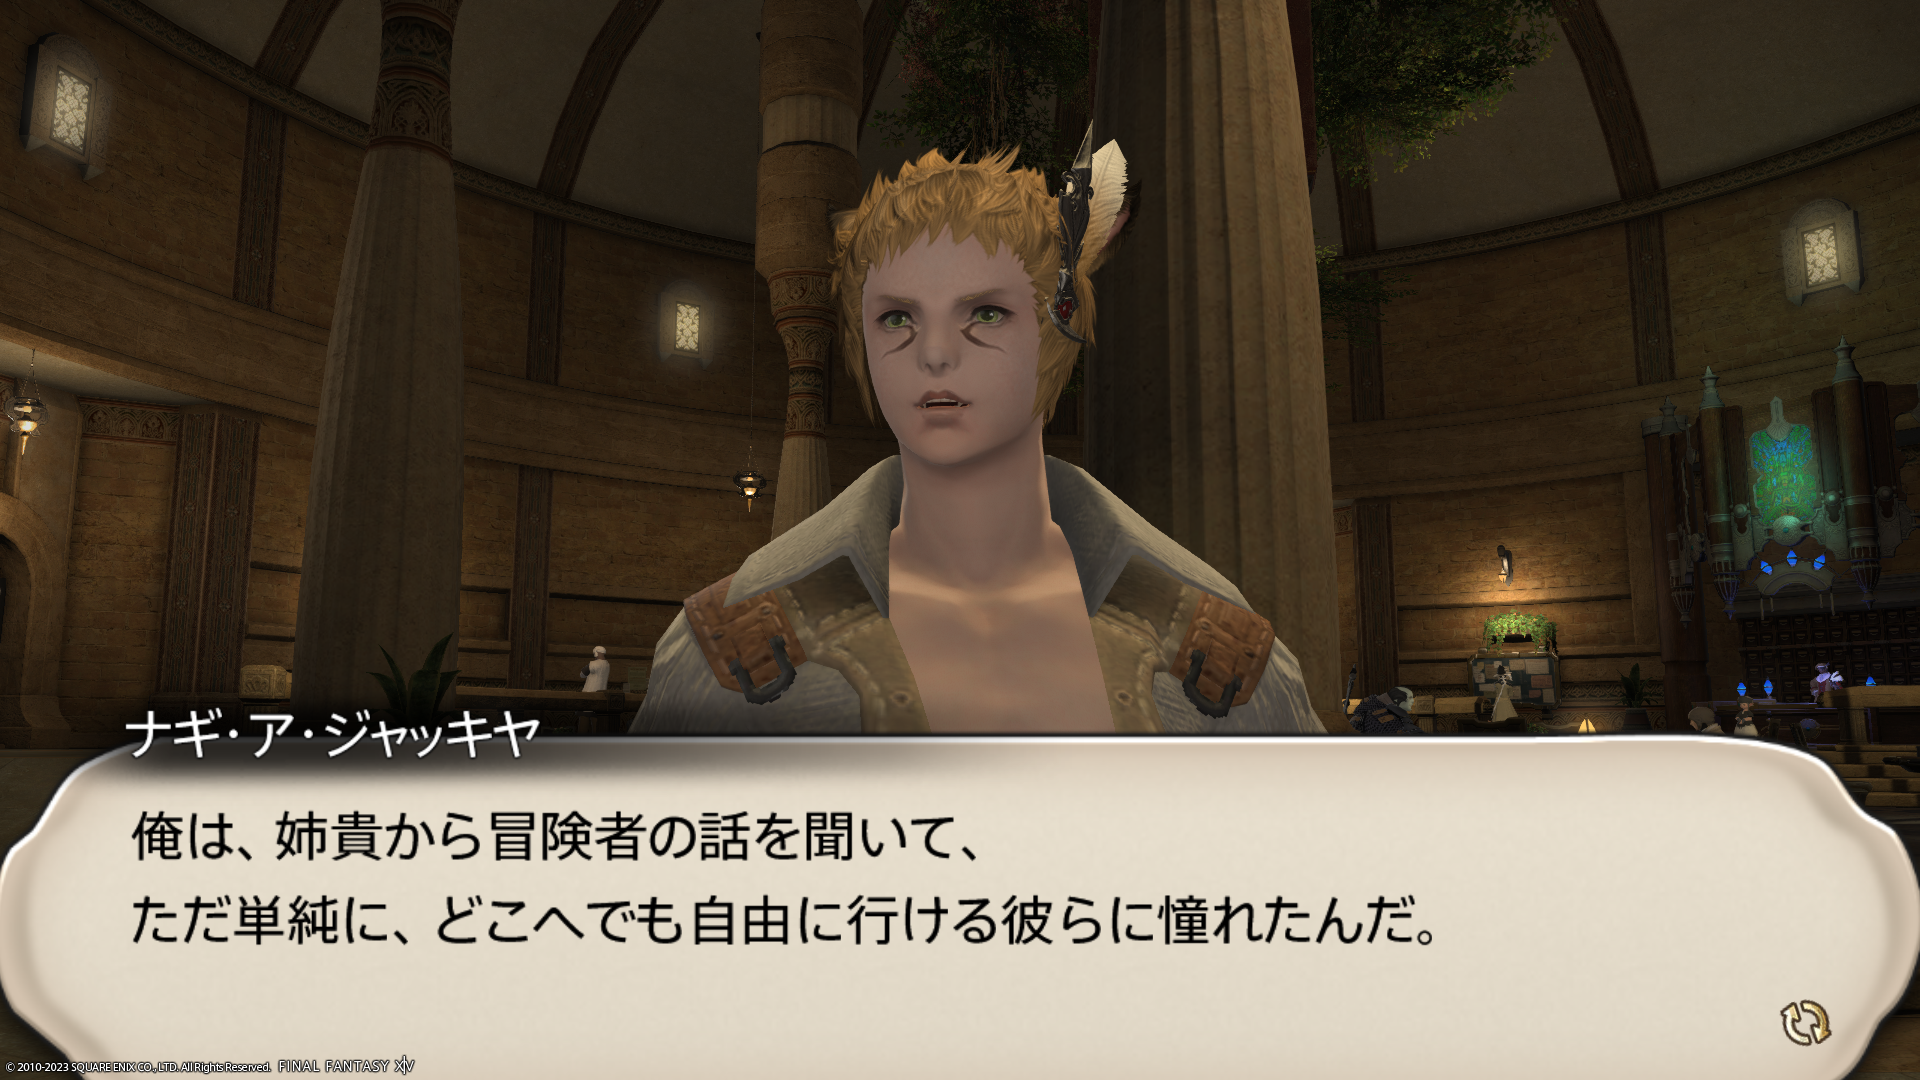 ナギ・ア・ジャッキヤ
俺は、姉貴から冒険者の話を聞いて、
ただ単純に、どこへでも自由に行ける彼らに憧れたんだ。
© 2010-2023 SQUARE ENIX CO., LTD. All Rights Reserved. FINAL FANTASY XIV